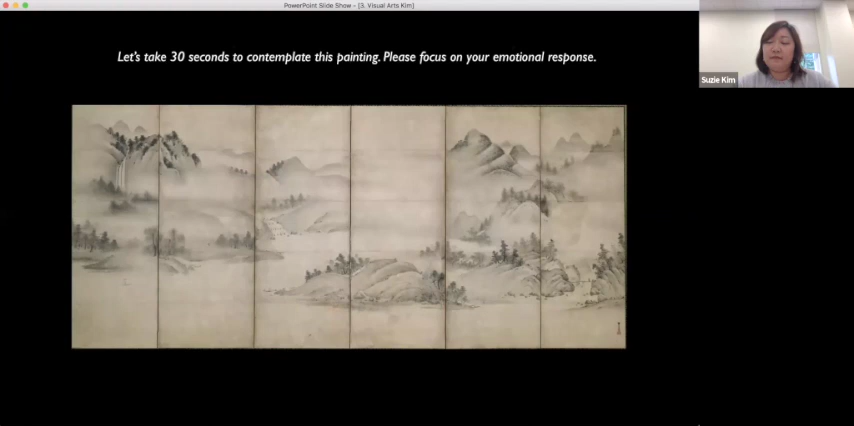 PowerPoint Slide Show - [3. Visual Arts Kim]
Let's take 30 seconds to contemplate this painting. Please focus on your emotional response.
Suzie Kim